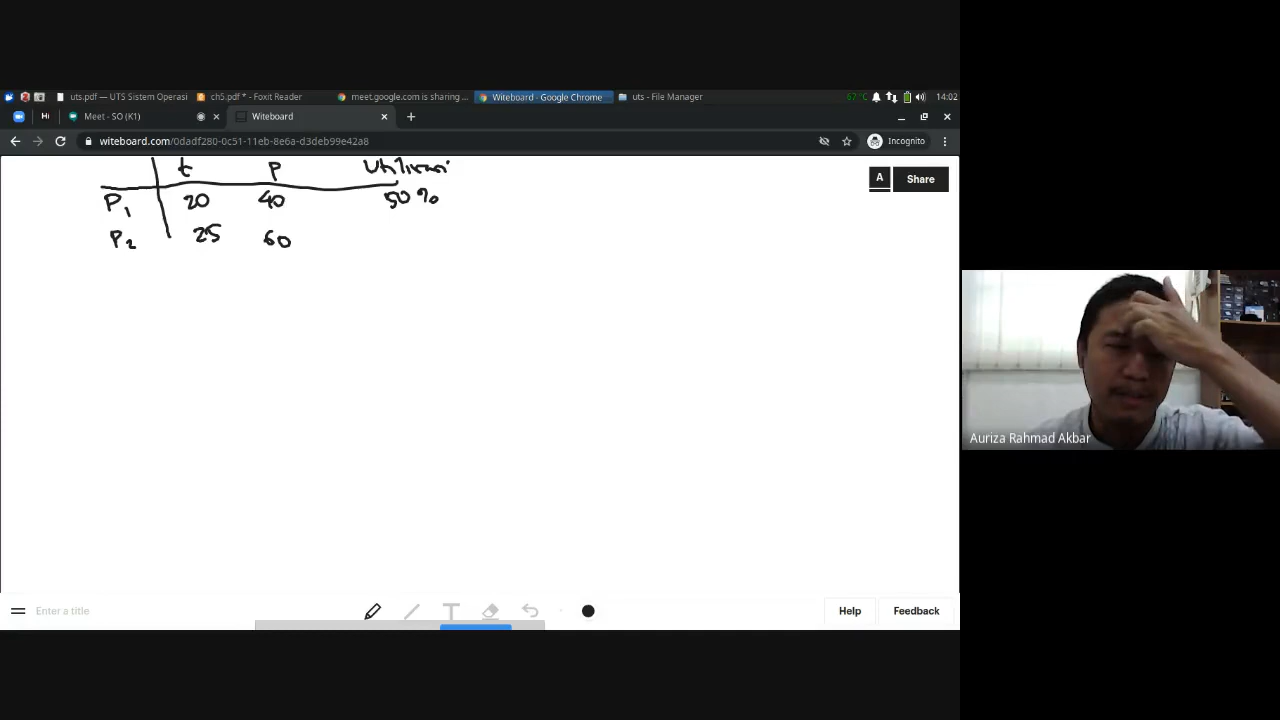 uts.pdf — UTS Sistem Operasi ch5.pdf * - Foxit Reader meet.google.com is sharing ... Witeboard - Google Chrome uts - File Manager 67°C 14:02
Hi Meet - SO (K1) Witeboard
witeboard.com/0dadf280-0c51-11eb-8e6a-d3deb99e42a8 Incognito
t P Utilisasi
A Share
P1 20 40 50 %
P2 25 60
Auriza Rahmad Akbar
Enter a title T Help Feedback